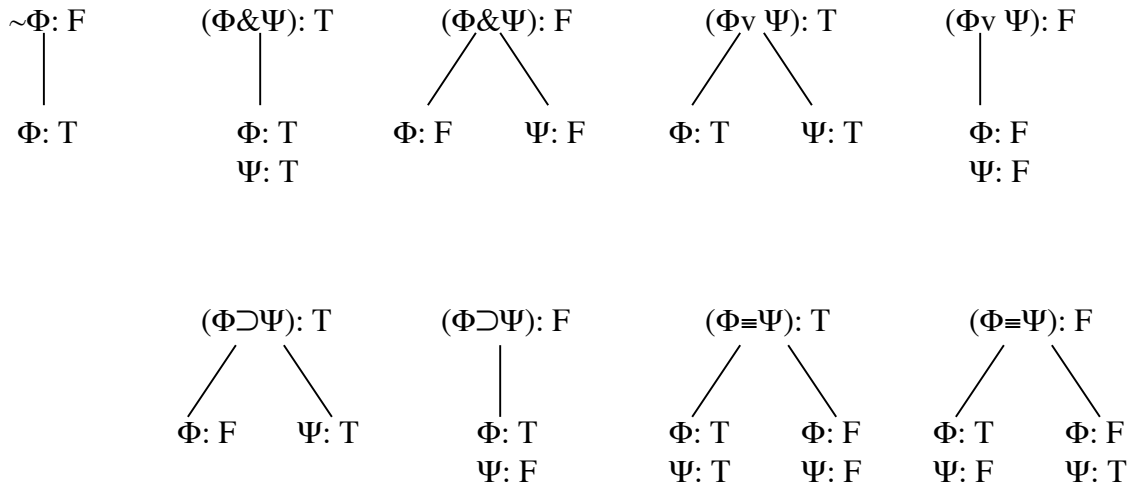 ~Φ: F (Φ&Ψ): T (Φ&Ψ): F (Φv Ψ): T (Φv Ψ): F
Φ: T Φ: T Φ: F Ψ: F Φ: T Ψ: T Φ: F
Ψ: T Ψ: F
(Φ⊃Ψ): T (Φ⊃Ψ): F (Φ≡Ψ): T (Φ≡Ψ): F
Φ: F Ψ: T Φ: T Φ: T Φ: F Φ: T Φ: F
Ψ: F Ψ: T Ψ: F Ψ: F Ψ: T